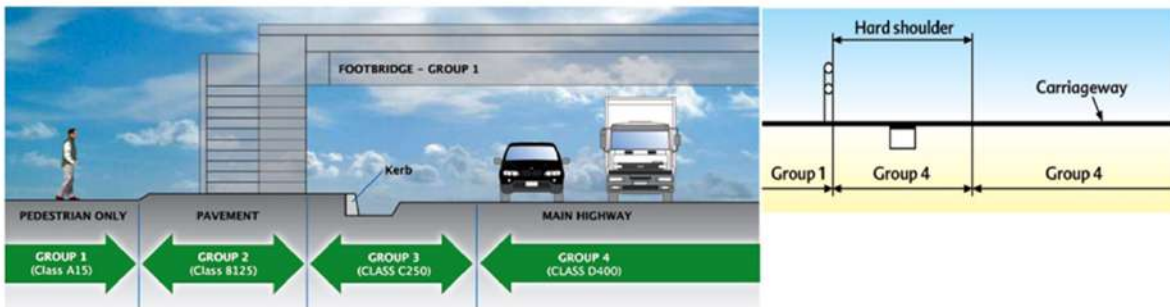 FOOTBRIDGE – GROUP 1
Kerb
PEDESTRIAN ONLY
PAVEMENT
MAIN HIGHWAY
GROUP 1
(Class A15)
GROUP 2
(Class B125)
GROUP 3
(CLASS C250)
GROUP 4
(CLASS D400)
Hard shoulder
Carriageway
Group 1
Group 4
Group 4